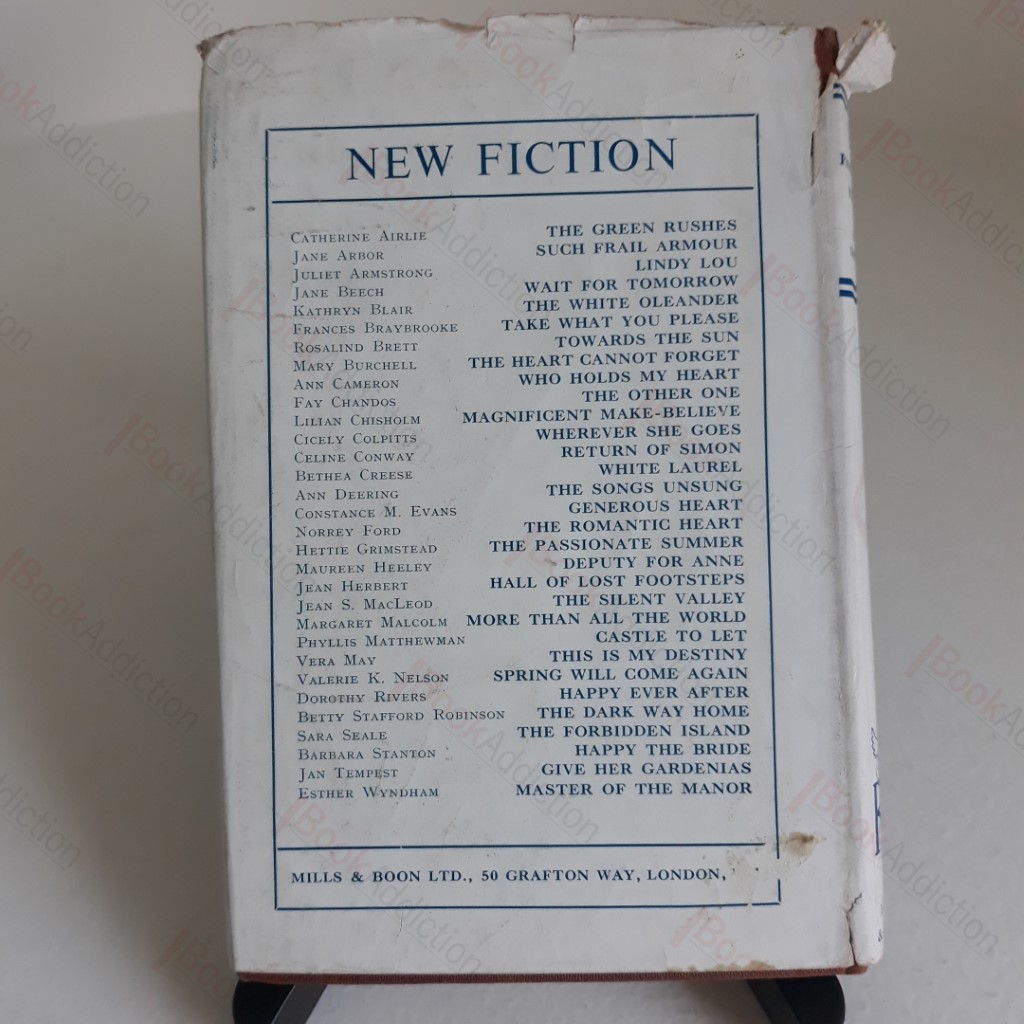 NEW FICTION
CATHERINE AIRLIE THE GREEN RUSHES
JANE ARBOR SUCH FRAIL ARMOUR
JULIET ARMSTRONG LINDY LOU
JANE BEECH WAIT FOR TOMORROW
KATHRYN BLAIR THE WHITE OLEANDER
FRANCES BRAYBROOKE TAKE WHAT YOU PLEASE
ROSALIND BRETT TOWARDS THE SUN
MARY BURCHELL THE HEART CANNOT FORGET
ANN CAMERON WHO HOLDS MY HEART
FAY CHANDOS THE OTHER ONE
LILIAN CHISHOLM MAGNIFICENT MAKE-BELIEVE
CICELY COLPITTS WHEREVER SHE GOES
CELINE CONWAY RETURN OF SIMON
BETHEA CREESE WHITE LAUREL
ANN DEERING THE SONGS UNSUNG
CONSTANCE M. EVANS GENEROUS HEART
NORREY FORD THE ROMANTIC HEART
HETTIE GRIMSTEAD THE PASSIONATE SUMMER
MAUREEN HEELEY DEPUTY FOR ANNE
JEAN HERBERT HALL OF LOST FOOTSTEPS
JEAN S. MACLEOD THE SILENT VALLEY
MARGARET MALCOLM MORE THAN ALL THE WORLD
PHYLLIS MATTHEWMAN CASTLE TO LET
VERA MAY THIS IS MY DESTINY
VALERIE K. NELSON SPRING WILL COME AGAIN
DOROTHY RIVERS HAPPY EVER AFTER
BETTY STAFFORD ROBINSON THE DARK WAY HOME
SARA SEALE THE FORBIDDEN ISLAND
BARBARA STANTON HAPPY THE BRIDE
JAN TEMPEST GIVE HER GARDENIAS
ESTHER WYNDHAM MASTER OF THE MANOR
MILLS & BOON LTD., 50 GRAFTON WAY, LONDON,
BookAddiction